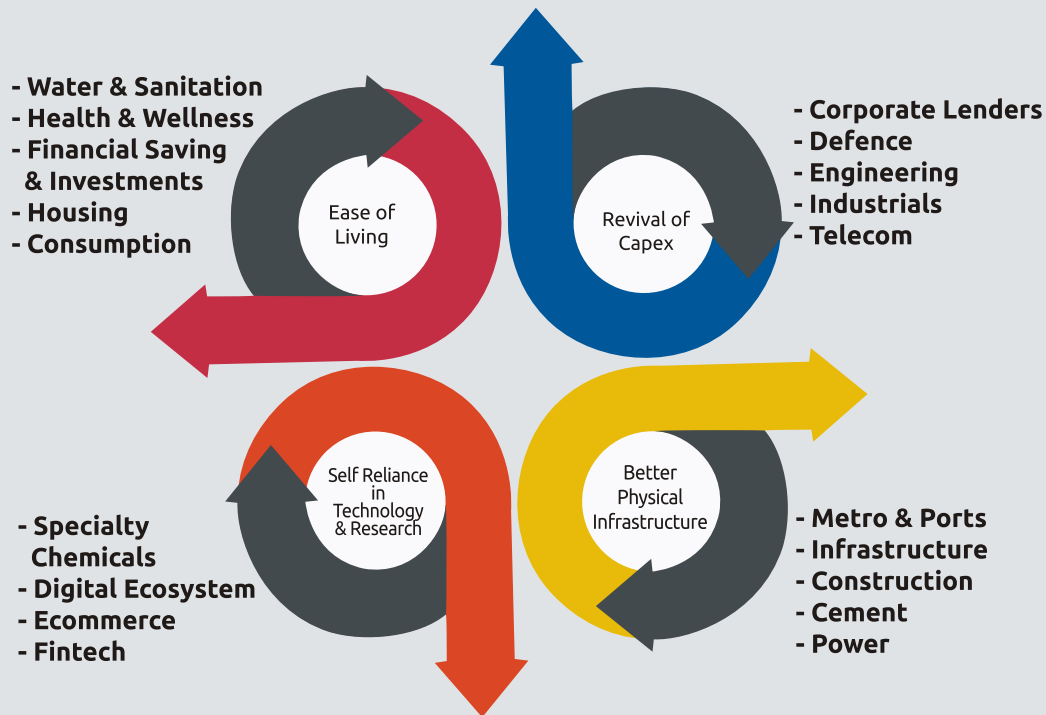 - Water & Sanitation
- Health & Wellness
- Financial Saving
& Investments
- Housing
- Consumption
Ease of
Living
Revival of
Capex
- Corporate Lenders
- Defence
- Engineering
- Industrials
- Telecom
- Specialty
Chemicals
- Digital Ecosystem
- Ecommerce
- Fintech
Self Reliance
in
Technology
& Research
Better
Physical
Infrastructure
- Metro & Ports
- Infrastructure
- Construction
- Cement
- Power